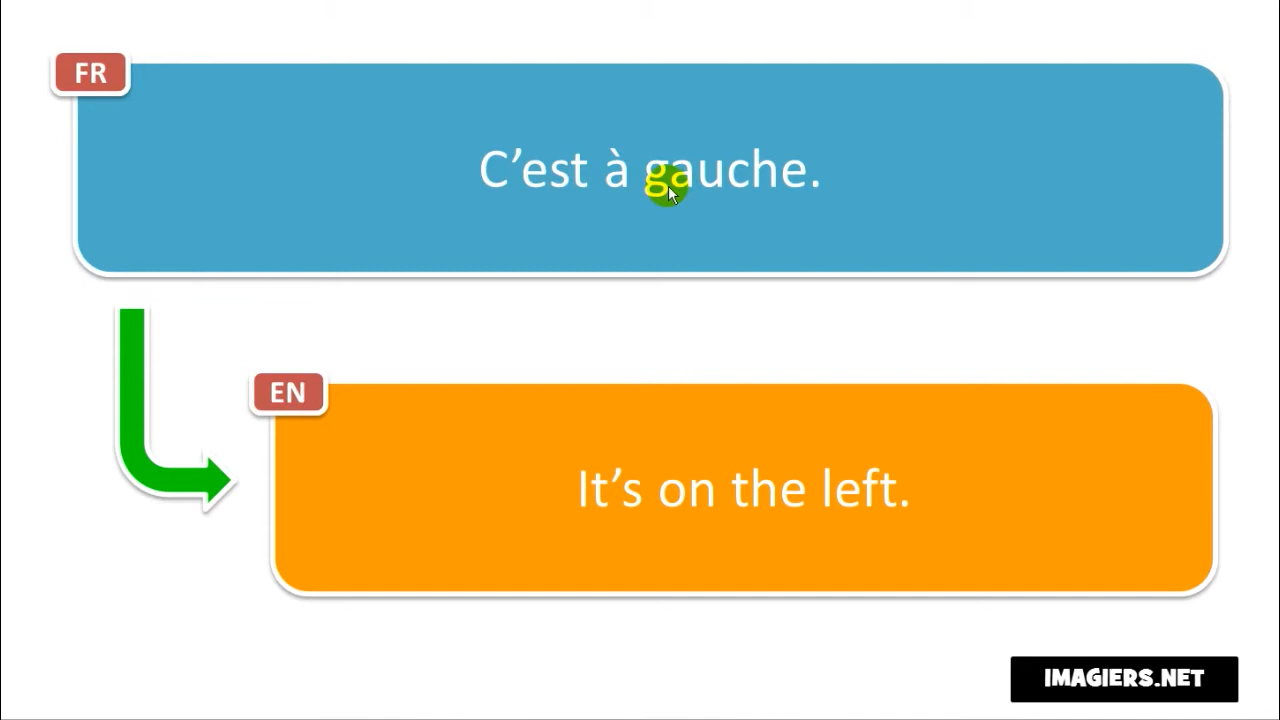 FR
C’est à gauche.
EN
It’s on the left.
IMAGIERS.NET